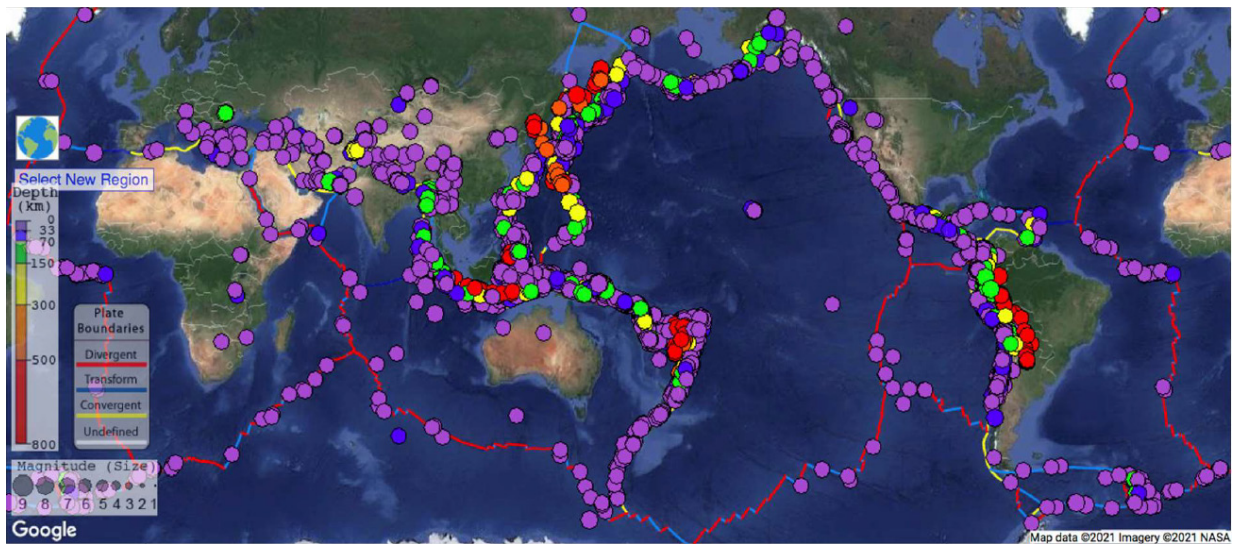 Select New Region
Depth
(km)
0
33
70
150
300
500
800
Plate
Boundaries
Divergent
Transform
Convergent
Undefined
Magnitude (Size)
9 8 7 6 5 4 3 2 1
Google
Map data ©2021 Imagery ©2021 NASA